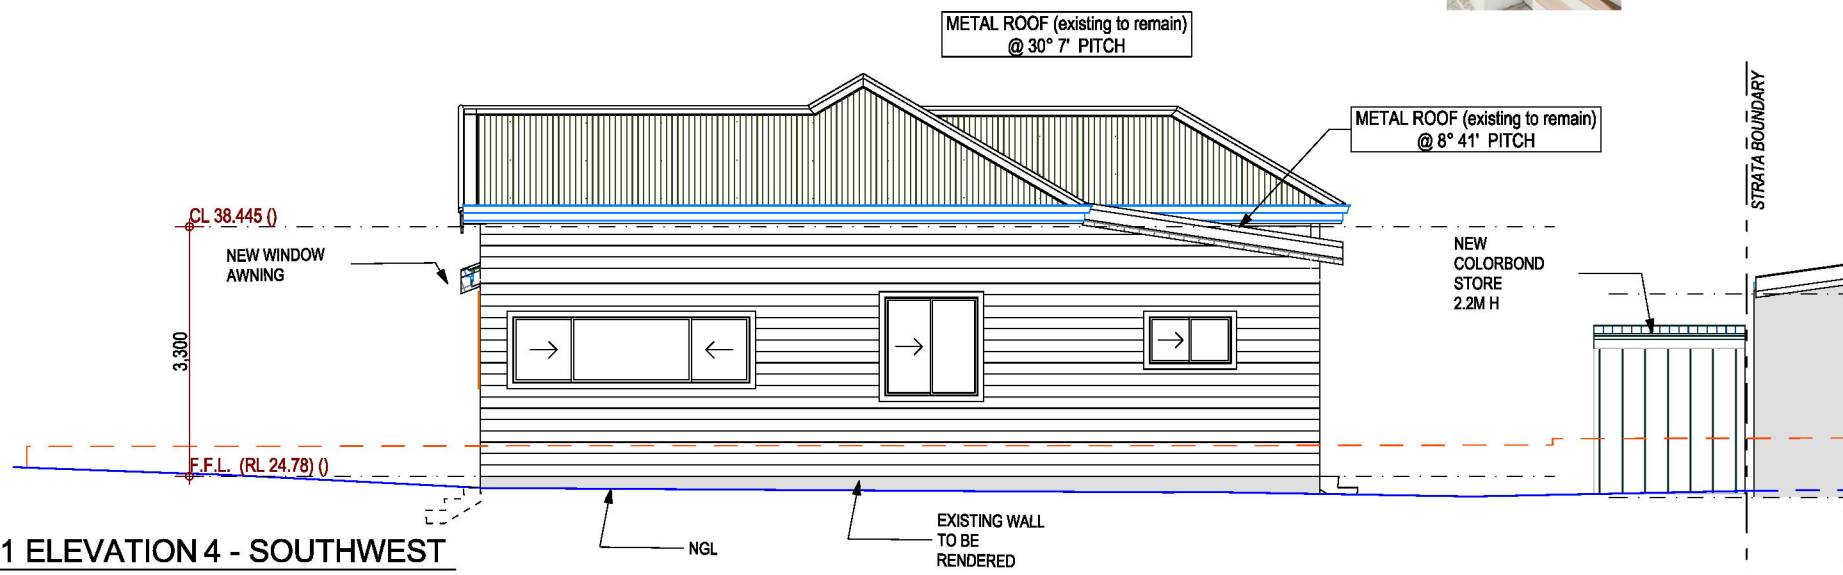 METAL ROOF (existing to remain)
@ 30° 7' PITCH
METAL ROOF (existing to remain)
@ 8° 41' PITCH
STRATA BOUNDARY
CL 38.445 ()
NEW WINDOW
AWNING
NEW
COLORBOND
STORE
2.2M H
3,300
F.F.L. (RL 24.78) ()
EXISTING WALL
TO BE
RENDERED
NGL
1 ELEVATION 4 - SOUTHWEST